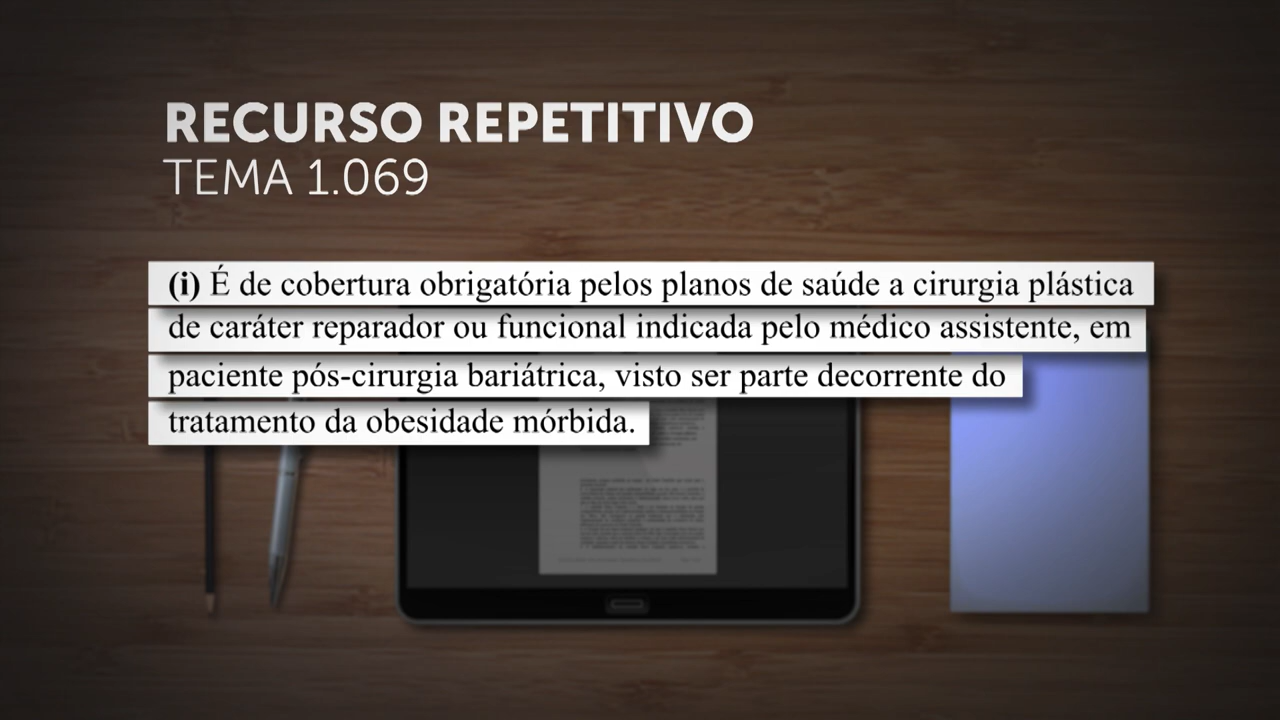 RECURSO REPETITIVO
TEMA 1.069
(i) É de cobertura obrigatória pelos planos de saúde a cirurgia plástica
de caráter reparador ou funcional indicada pelo médico assistente, em
paciente pós-cirurgia bariátrica, visto ser parte decorrente do
tratamento da obesidade mórbida.